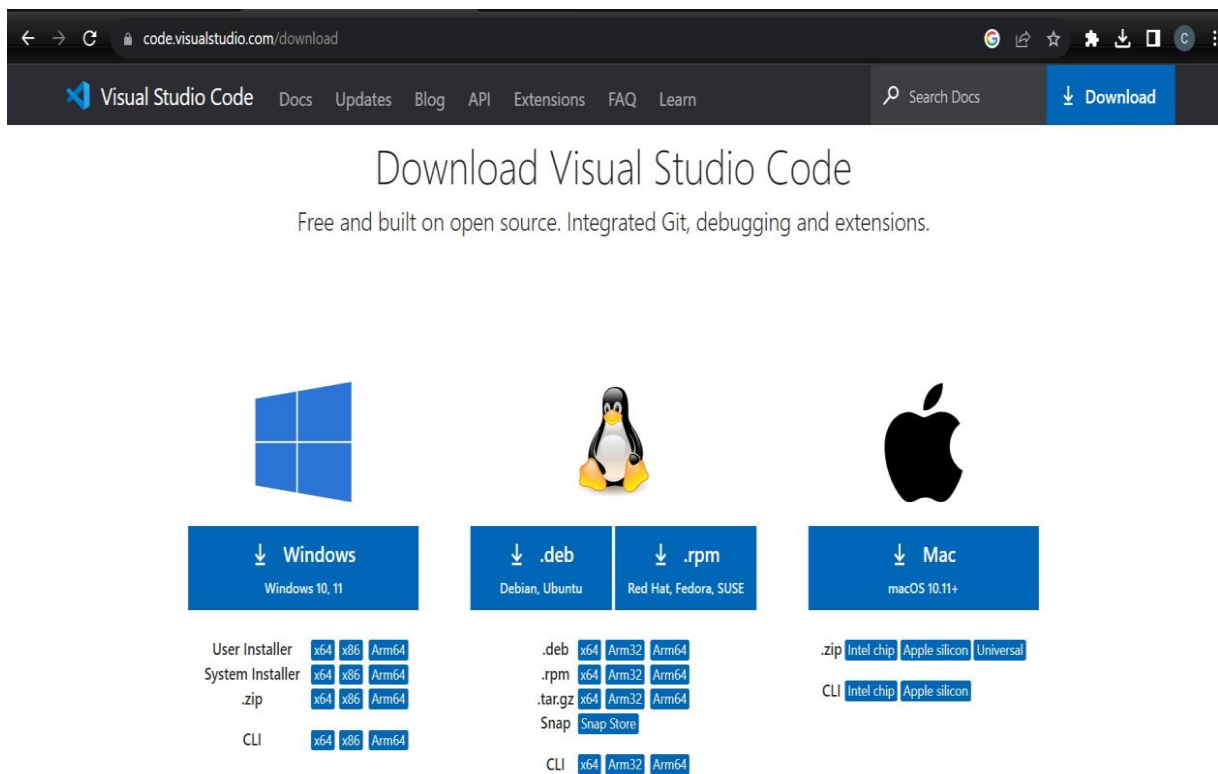 code.visualstudio.com/download
C
Visual Studio Code Docs Updates Blog API Extensions FAQ Learn Search Docs Download
Download Visual Studio Code
Free and built on open source. Integrated Git, debugging and extensions.
Windows
Windows 10, 11
User Installer x64 x86 Arm64
System Installer x64 x86 Arm64
.zip x64 x86 Arm64
CLI x64 x86 Arm64
.deb
Debian, Ubuntu
.rpm
Red Hat, Fedora, SUSE
.deb x64 Arm32 Arm64
.rpm x64 Arm32 Arm64
.tar.gz x64 Arm32 Arm64
Snap Snap Store
CLI x64 Arm32 Arm64
Mac
macOS 10.11+
.zip Intel chip Apple silicon Universal
CLI Intel chip Apple silicon